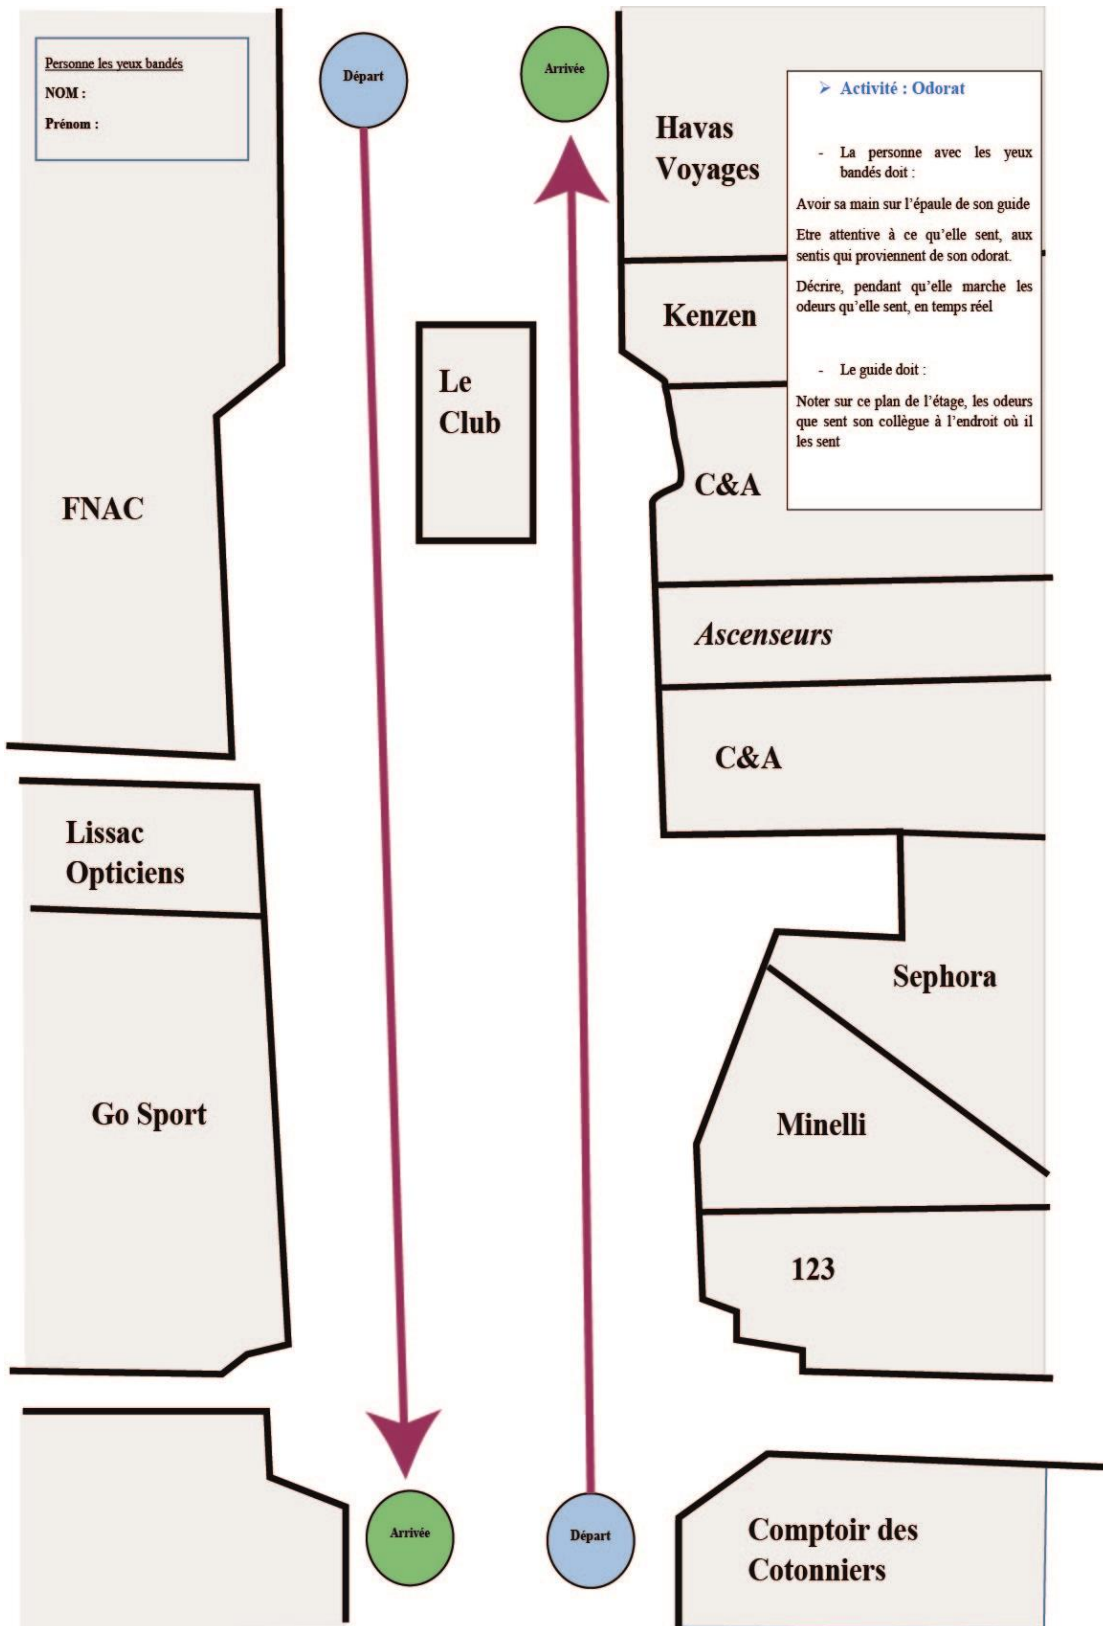 Personne les yeux bandés
NOM :
Prénom :
Départ
Arrivée
➤ Activité : Odorat
- La personne avec les yeux
bandés doit :
Avoir sa main sur l'épaule de son guide
Etre attentive à ce qu'elle sent, aux
sentis qui proviennent de son odorat.
Décrire, pendant qu'elle marche les
odeurs qu'elle sent, en temps réel
- Le guide doit :
Noter sur ce plan de l'étage, les odeurs
que sent son collègue à l'endroit où il
les sent
Havas
Voyages
Kenzen
Le
Club
C&A
FNAC
Ascenseurs
C&A
Lissac
Opticiens
Sephora
Go Sport
Minelli
123
Arrivée
Départ
Comptoir des
Cotonniers